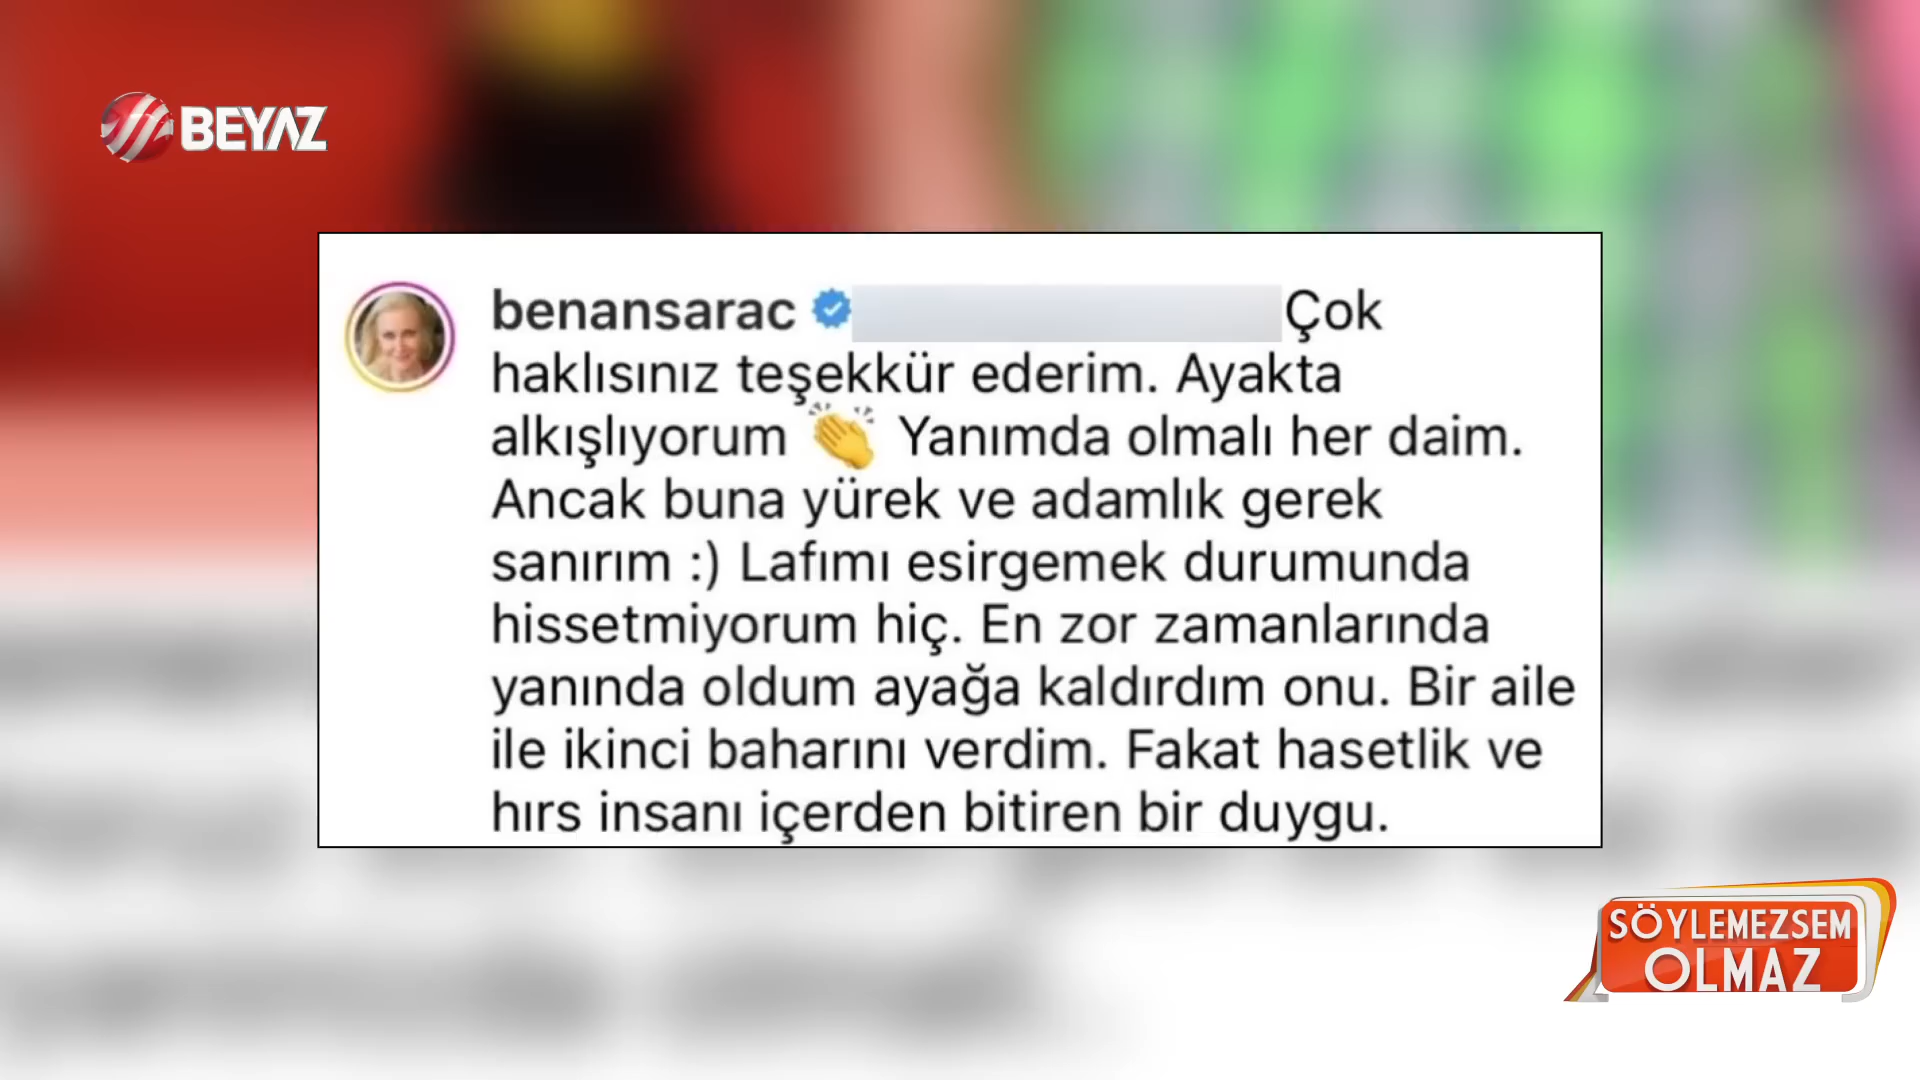 BEYAZ
benansarac Çok
haklısınız teşekkür ederim. Ayakta
alkışlıyorum 👏 Yanımda olmalı her daim.
Ancak buna yürek ve adamlık gerek
sanırım :) Lafımı esirgemek durumunda
hissetmiyorum hiç. En zor zamanlarında
yanında oldum ayağa kaldırdım onu. Bir aile
ile ikinci baharını verdim. Fakat hasetlik ve
hırs insanı içerden bitiren bir duygu.
SÖYLEMEZSEM
OLMAZ